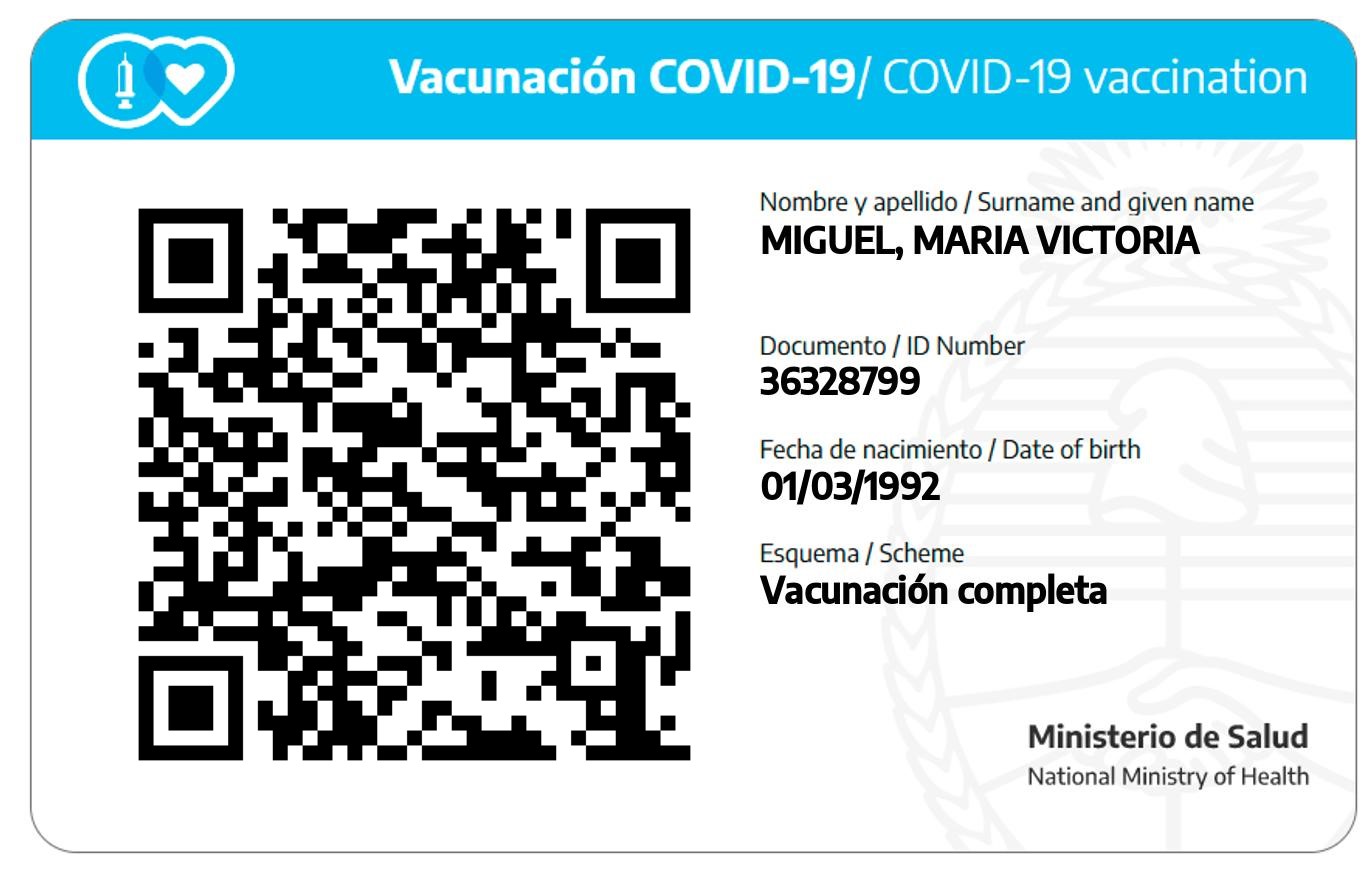 Vacunación COVID-19/ COVID-19 vaccination
Nombre y apellido / Surname and given name
MIGUEL, MARIA VICTORIA
Documento / ID Number
36328799
Fecha de nacimiento / Date of birth
01/03/1992
Esquema / Scheme
Vacunación completa
Ministerio de Salud
National Ministry of Health